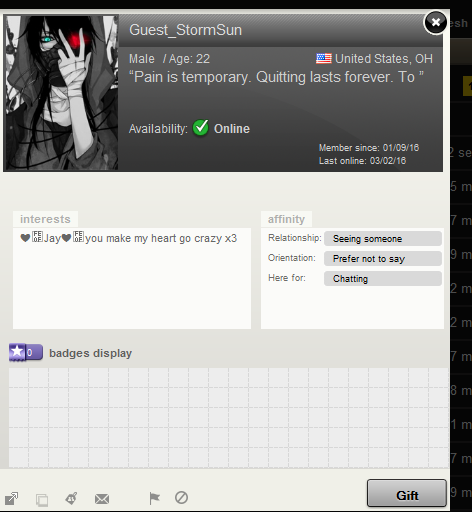 Guest_StormSun
Male / Age: 22
United States, OH
“Pain is temporary. Quitting lasts forever. To ”
Availability: Online
Member since: 01/09/16
Last online: 03/02/16
interests
❤Jay❤you make my heart go crazy x3
affinity
Relationship: Seeing someone
Orientation: Prefer not to say
Here for: Chatting
0 badges display
Gift